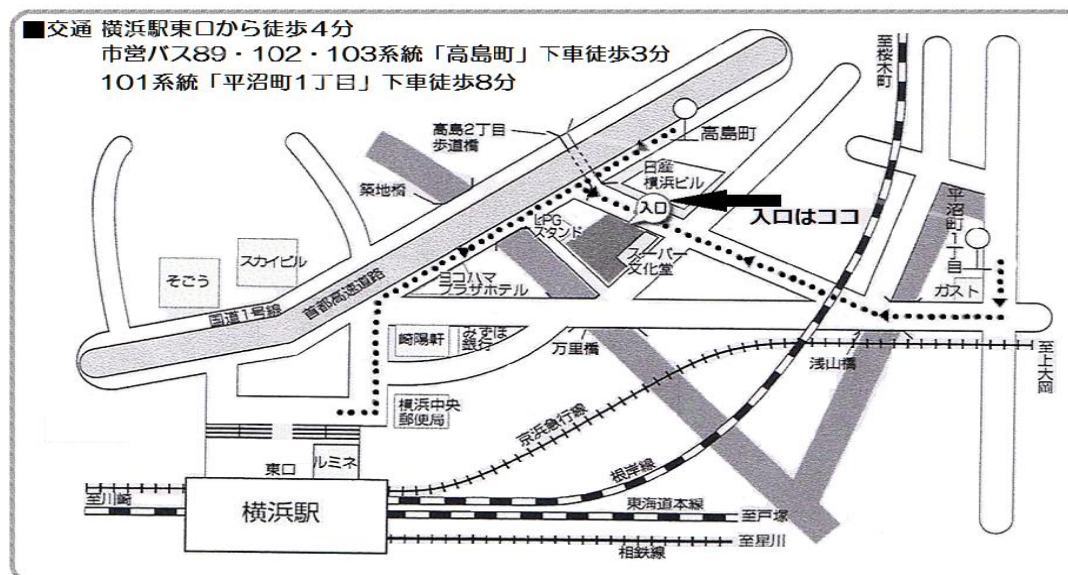 ■交通 横浜駅東口から徒歩4分
市営バス89・102・103系統「高島町」下車徒歩3分
101系統「平沼町1丁目」下車徒歩8分
至桜木町
高島2丁目
歩道橋
高島町
日産
横浜ビル
築地橋
入口
入口はココ
平沼町1丁目
LPG
スタンド
スーパー
文化堂
スカイビル
そごう
ヨコハマ
プラザホテル
ガスト
首都高速道路
国道1号線
崎陽軒
みずほ
銀行
万里橋
浅山橋
至上大岡
横浜中央
郵便局
京浜急行線
東口
ルミネ
根岸線
至川崎
横浜駅
東海道本線
至戸塚
至星川
相鉄線